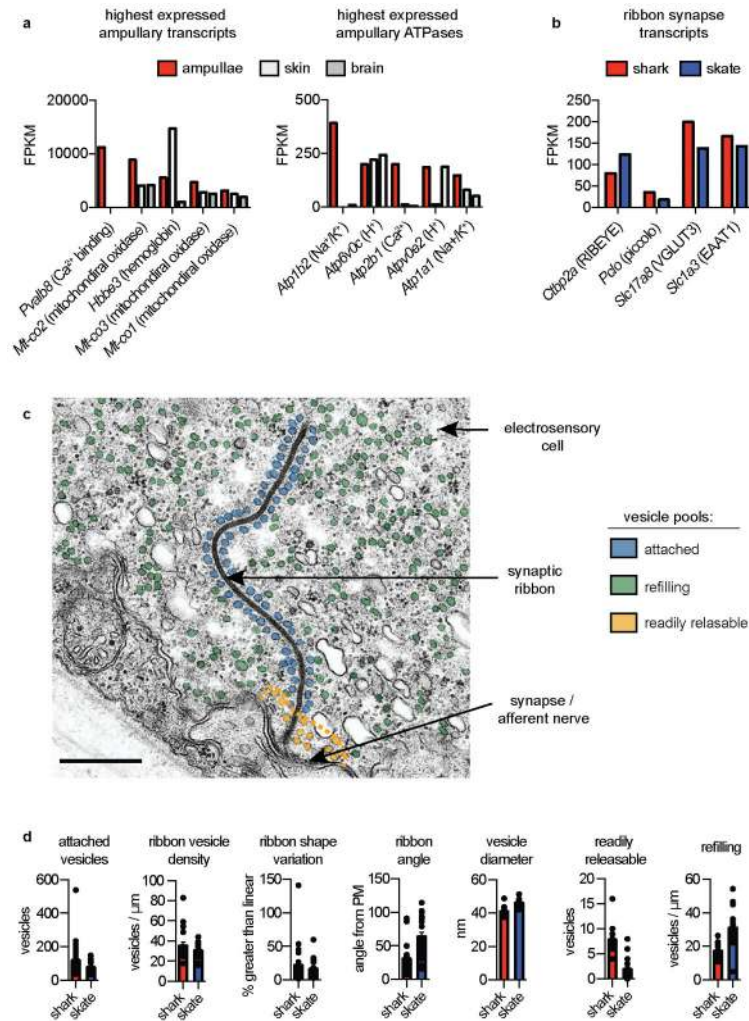 a
highest expressed
ampullary transcripts
highest expressed
ampullary ATPases
ampullae
skin
brain
FPKM
20000
10000
0
Pvalb8 (Ca²⁺ binding)
Mt-co2 (mitochondiral oxidase)
Hbbe3 (hemoglobin)
Mt-co3 (mitochondiral oxidase)
Mt-co1 (mitochondiral oxidase)
FPKM
500
250
0
Atp1b2 (Na⁺/K⁺)
Atp6v0c (H⁺)
Atp2b1 (Ca²⁺)
Atpv0e2 (H⁺)
Atp1a1 (Na+/K⁺)
b
ribbon synapse
transcripts
shark
skate
FPKM
250
200
150
100
50
0
Ctbp2a (RIBEYE)
Pclo (piccolo)
Slc17a8 (VGLUT3)
Slc1a3 (EAAT1)
c
electrosensory
cell
synaptic
ribbon
synapse /
afferent nerve
vesicle pools:
attached
refilling
readily relasable
d
attached
vesicles
vesicles
600
400
200
0
shark
skate
ribbon vesicle
density
vesicles / μm
100
80
60
40
20
0
shark
skate
ribbon shape
variation
% greater than linear
150
100
50
0
shark
skate
ribbon
angle
angle from PM
150
100
50
0
shark
skate
vesicle
diameter
nm
60
40
20
0
shark
skate
readily
releasable
vesicles
20
15
10
5
0
shark
skate
refilling
vesicles / μm
60
40
20
0
shark
skate